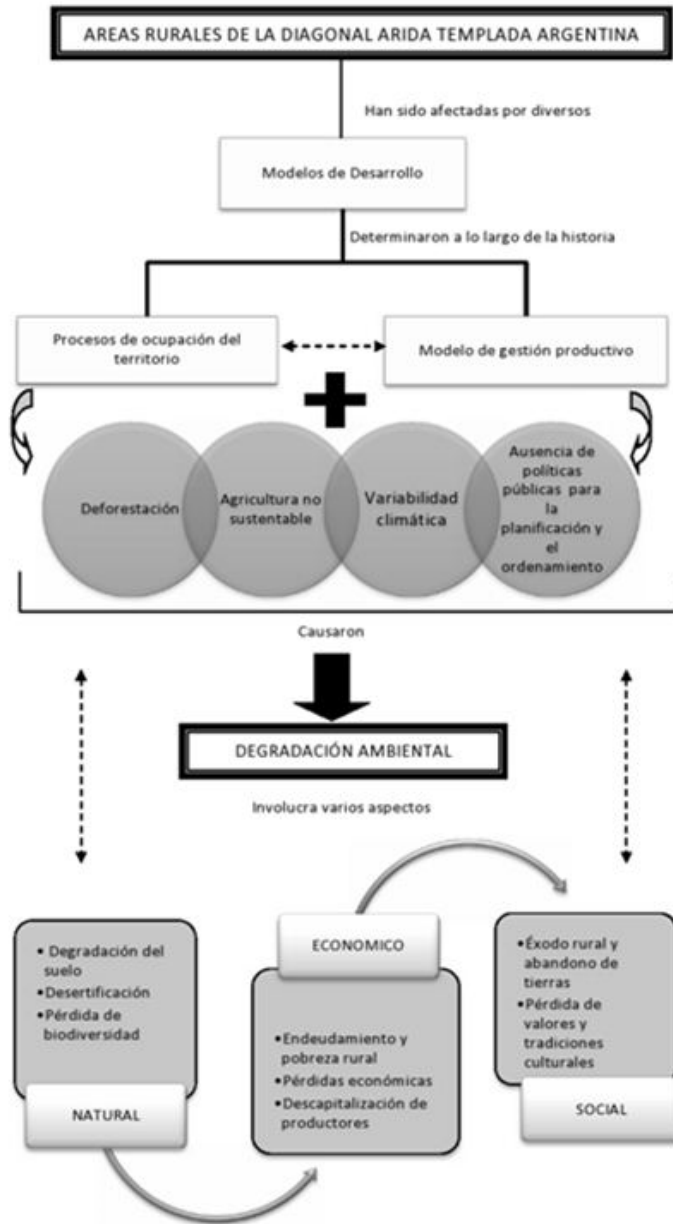 AREAS RURALES DE LA DIAGONAL ARIDA TEMPLADA ARGENTINA
Han sido afectadas por diversos
Modelos de Desarrollo
Determinaron a lo largo de la historia
Procesos de ocupación del
territorio
Modelo de gestión productivo
Deforestación
Agricultura no
sustentable
Variabilidad
climática
Ausencia de
políticas
públicas para
la
planificación y
el
ordenamiento
Causaron
DEGRADACIÓN AMBIENTAL
Involucra varios aspectos
• Degradación del
suelo
•Desertificación
•Pérdida de
biodiversidad
NATURAL
ECONOMICO
•Endeudamiento y
pobreza rural
•Pérdidas económicas
•Descapitalización de
productores
•Éxodo rural y
abandono de
tierras
•Pérdida de
valores y
tradiciones
culturales
SOCIAL